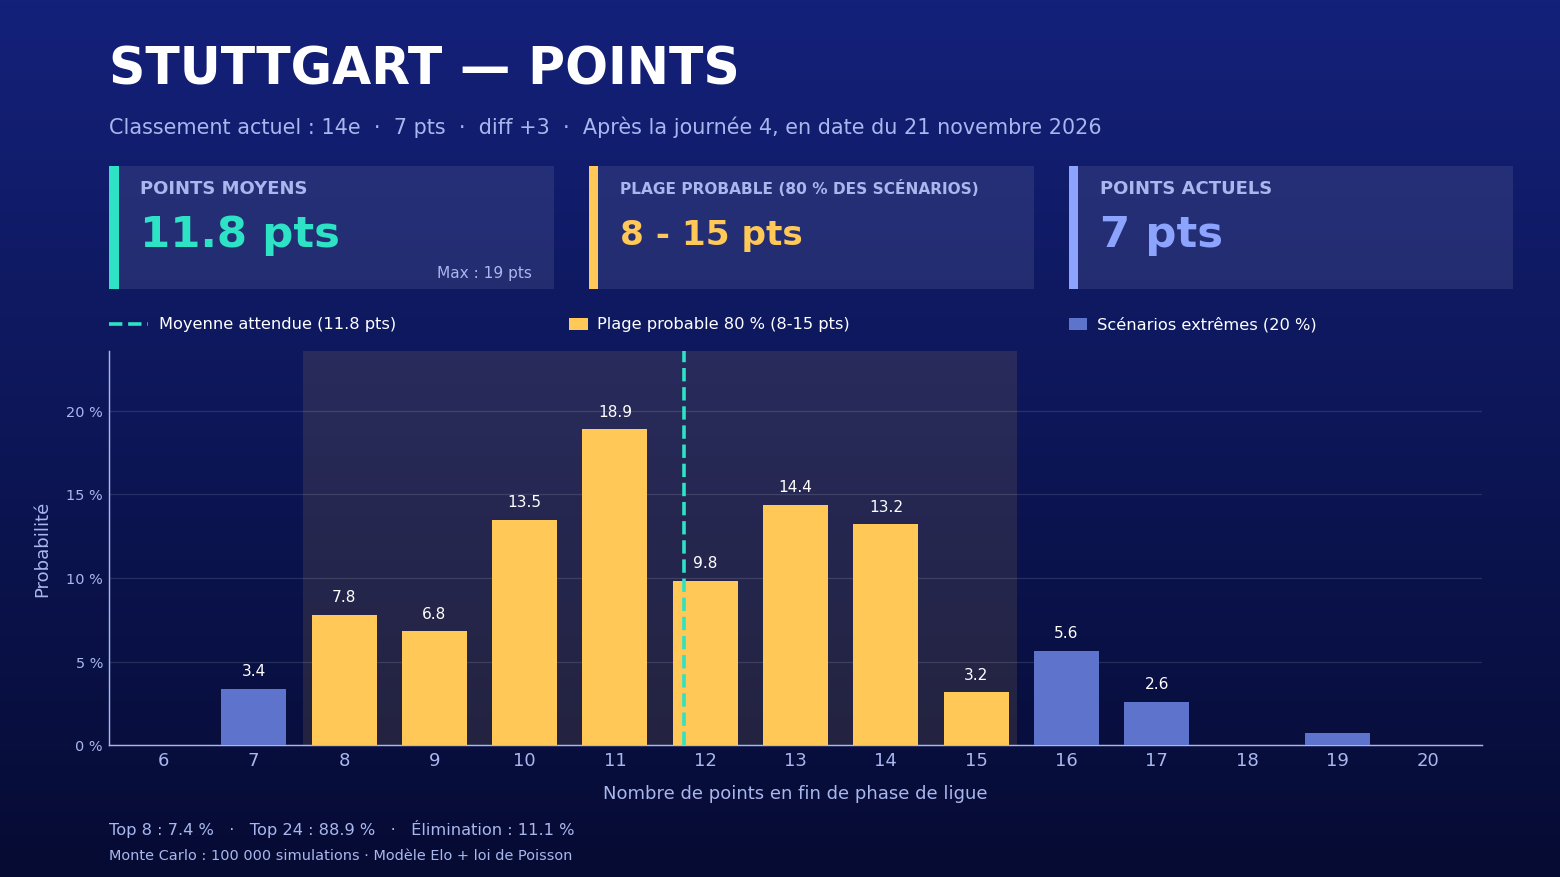 STUTTGART — POINTS
Classement actuel : 14e · 7 pts · diff +3 · Après la journée 4, en date du 21 novembre 2026
POINTS MOYENS
11.8 pts
Max : 19 pts
PLAGE PROBABLE (80 % DES SCÉNARIOS)
8 - 15 pts
POINTS ACTUELS
7 pts
Moyenne attendue (11.8 pts)
Plage probable 80 % (8-15 pts)
Scénarios extrêmes (20 %)
Probabilité
20 %
15 %
10 %
5 %
0 %
3.4
7.8
6.8
13.5
18.9
9.8
14.4
13.2
3.2
5.6
2.6
6 7 8 9 10 11 12 13 14 15 16 17 18 19 20
Nombre de points en fin de phase de ligue
Top 8 : 7.4 % · Top 24 : 88.9 % · Élimination : 11.1 %
Monte Carlo : 100 000 simulations · Modèle Elo + loi de Poisson